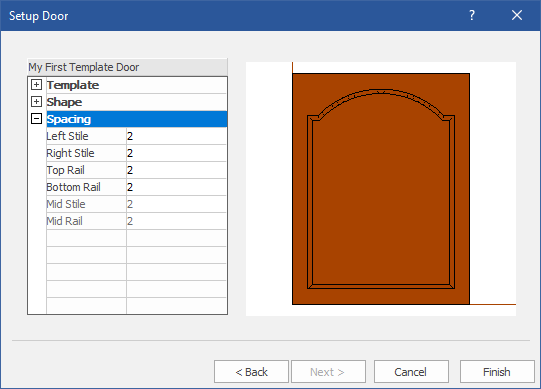 Setup Door
?
My First Template Door
Template
Shape
Spacing
Left Stile 2
Right Stile 2
Top Rail 2
Bottom Rail 2
Mid Stile 2
Mid Rail 2
< Back
Next >
Cancel
Finish